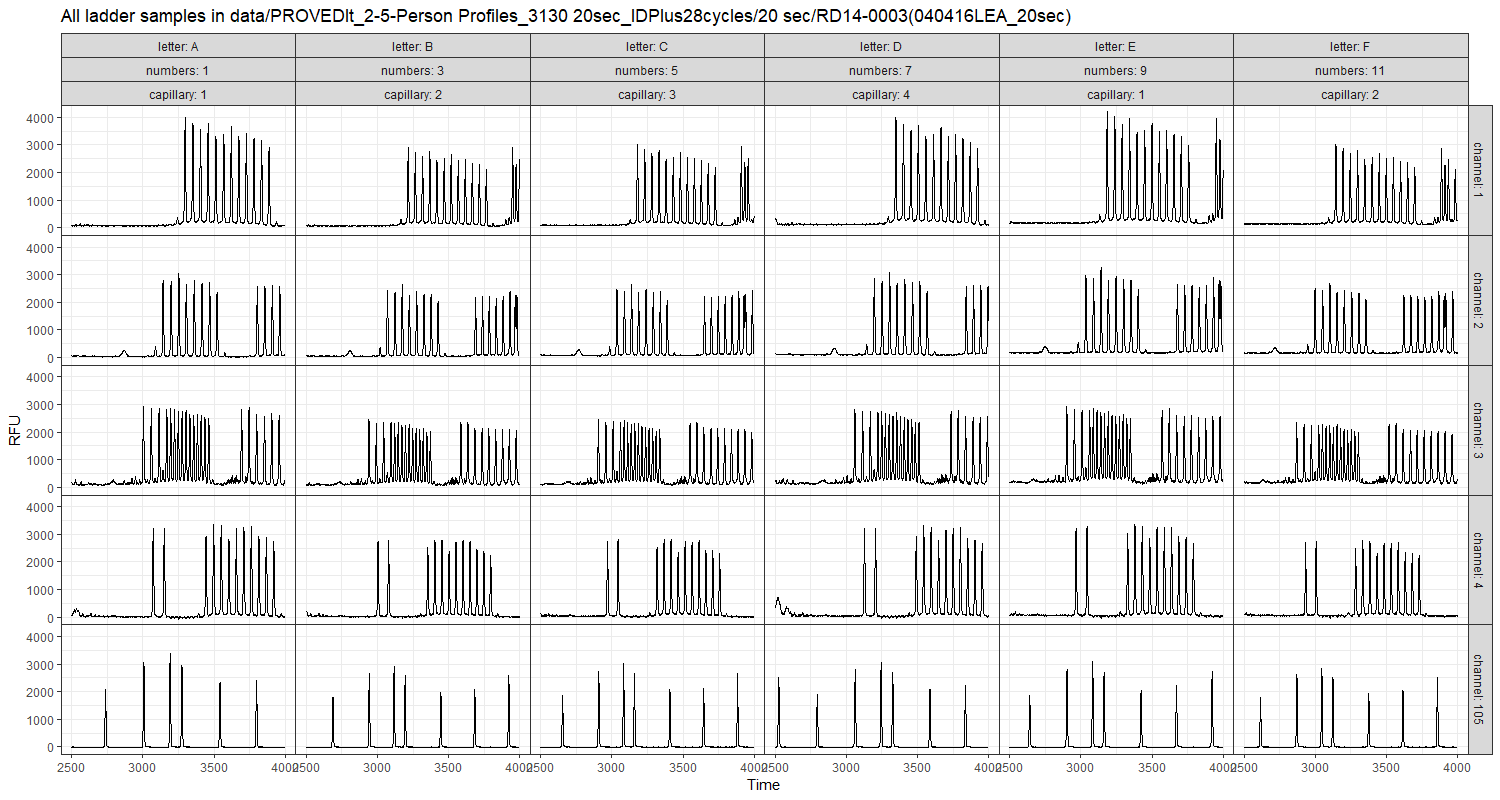 All ladder samples in data/PROVEDIt_2-5-Person Profiles_3130 20sec_IDPlus28cycles/20 sec/RD14-0003(040416LEA_20sec)
letter: A letter: B letter: C letter: D letter: E letter: F
numbers: 1 numbers: 3 numbers: 5 numbers: 7 numbers: 9 numbers: 11
capillary: 1 capillary: 2 capillary: 3 capillary: 4 capillary: 1 capillary: 2
4000
3000
2000
1000
0
channel: 1
4000
3000
2000
1000
0
channel: 2
RFU
4000
3000
2000
1000
0
channel: 3
4000
3000
2000
1000
0
channel: 4
4000
3000
2000
1000
0
channel: 105
2500 3000 3500 4000 2500 3000 3500 4000 2500 3000 3500 4000 2500 3000 3500 4000 2500 3000 3500 4000 2500 3000 3500 4000
Time